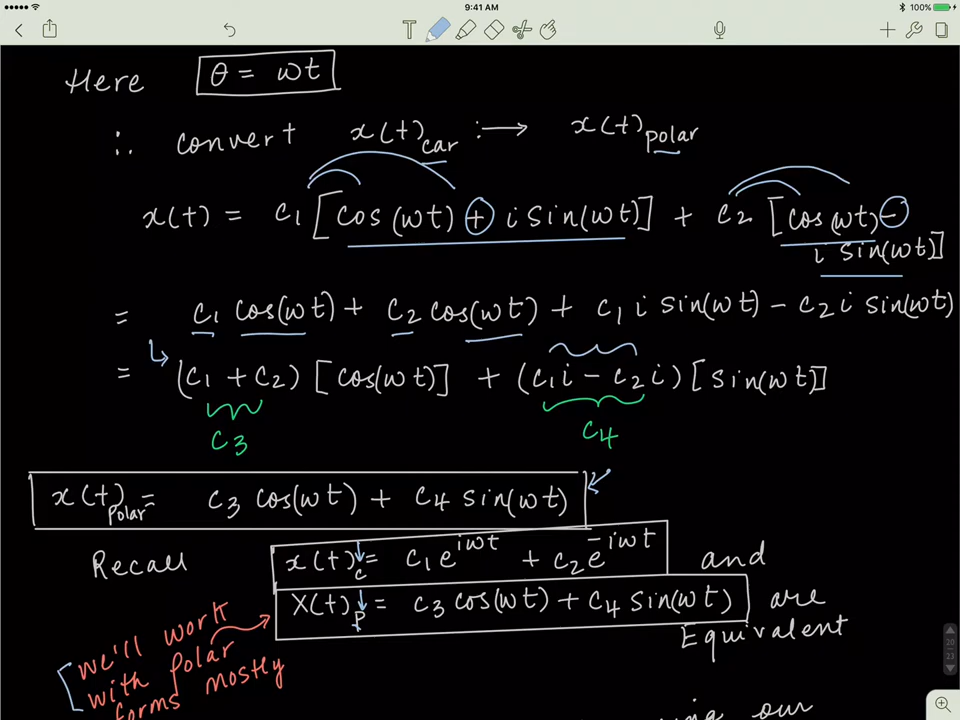 9:41 AM
100%
T
Here θ = ωt
∴ convert x(t)car :⟶ x(t)polar
x(t) = c₁ [cos(ωt) + i sin(ωt)] + c₂ [cos(ωt) −
i sin(ωt)]
= c₁ cos(ωt) + c₂ cos(ωt) + c₁ i sin(ωt) − c₂ i sin(ωt)
= (c₁ + c₂) [cos(ωt)] + (c₁i − c₂i) [sin(ωt)]
c₃ c₄
x(t)polar = c₃ cos(ωt) + c₄ sin(ωt)
Recall x(t)c = c₁e^{iωt} + c₂e^{−iωt} and
X(t)p = c₃ cos(ωt) + c₄ sin(ωt) are
Equivalent
we'll work
with polar
forms mostly
our
20
23